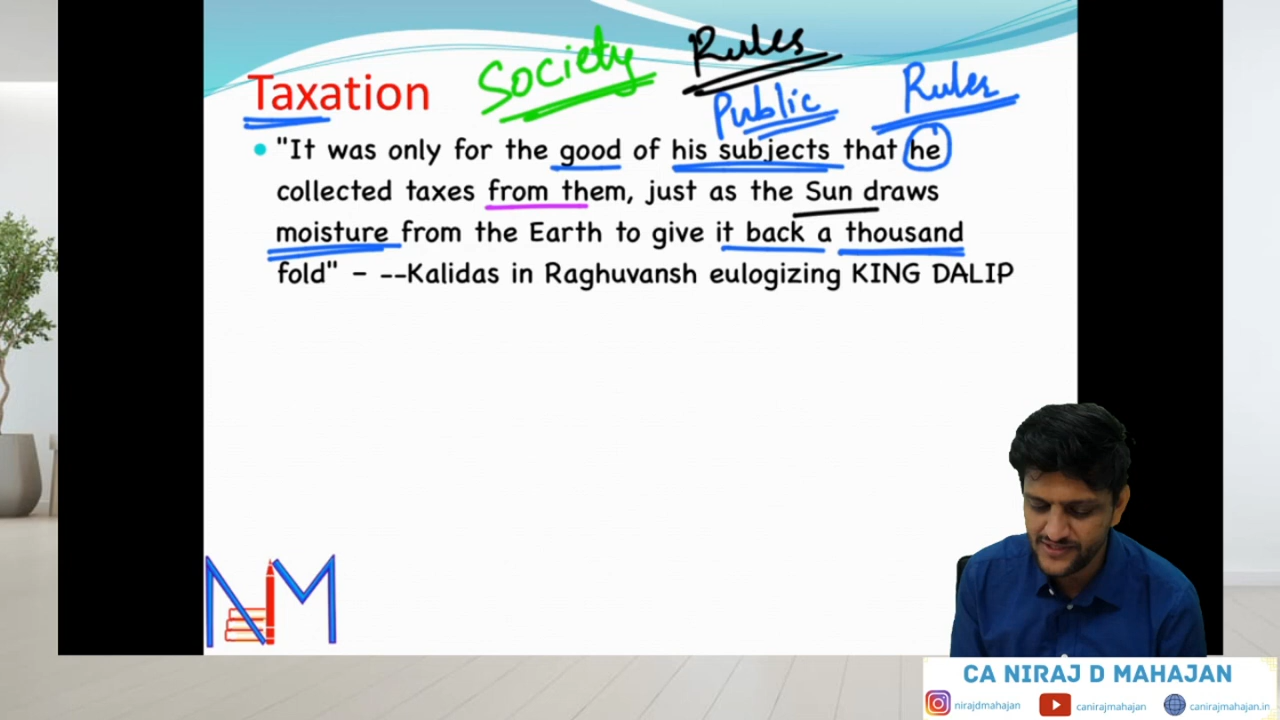 Society Rules
Taxation Public Rules
"It was only for the good of his subjects that he
collected taxes from them, just as the Sun draws
moisture from the Earth to give it back a thousand
fold" – --Kalidas in Raghuvansh eulogizing KING DALIP
NM
CA NIRAJ D MAHAJAN
nirajdmahajan canirajmahajan canirajmahajan.in